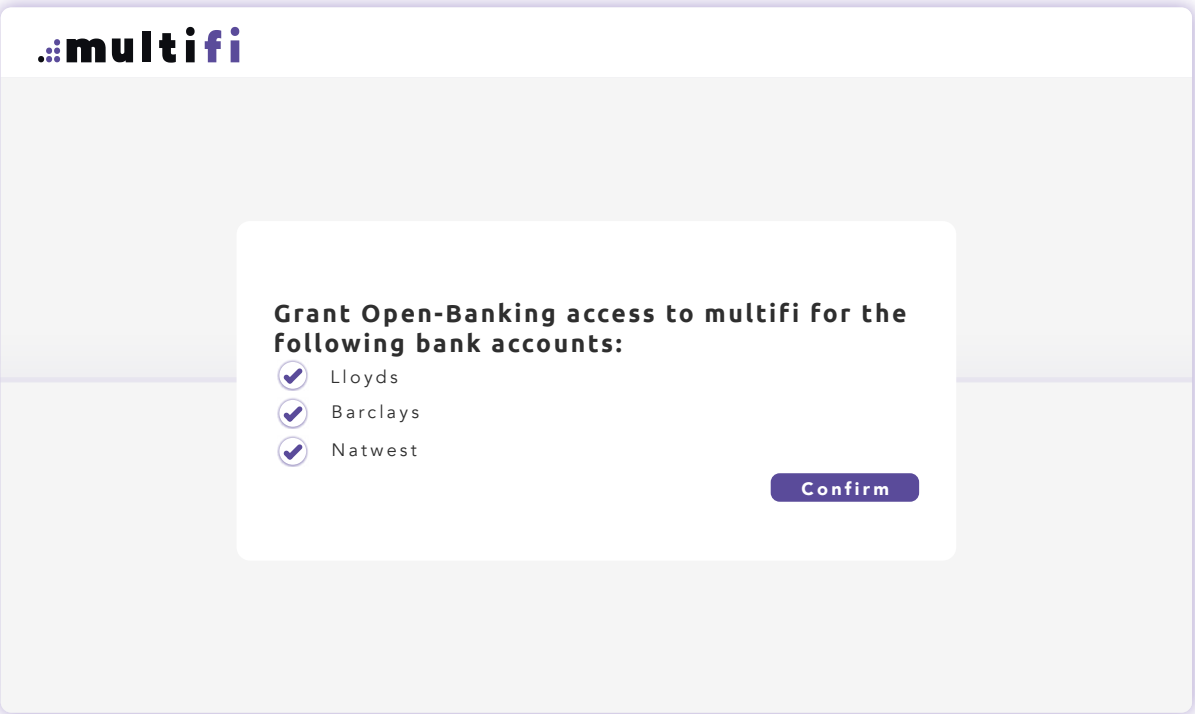 multifi
Grant Open-Banking access to multifi for the
following bank accounts:
Lloyds
Barclays
Natwest
Confirm